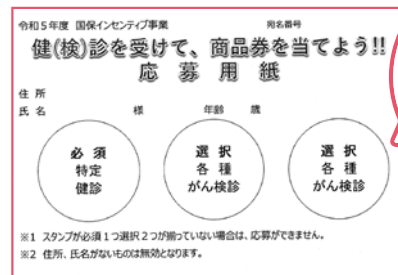 令和5年度 国保インセンティブ事業 宛名番号
健(検)診を受けて、商品券を当てよう!!
応募用紙
住所
氏名 様 年齢 歳
必須 選択 選択
特定 各種 各種
健診 がん検診 がん検診
※1 スタンプが必須1つ選択2つが揃っていない場合は、応募ができません。
※2 住所、氏名がないものは無効となります。